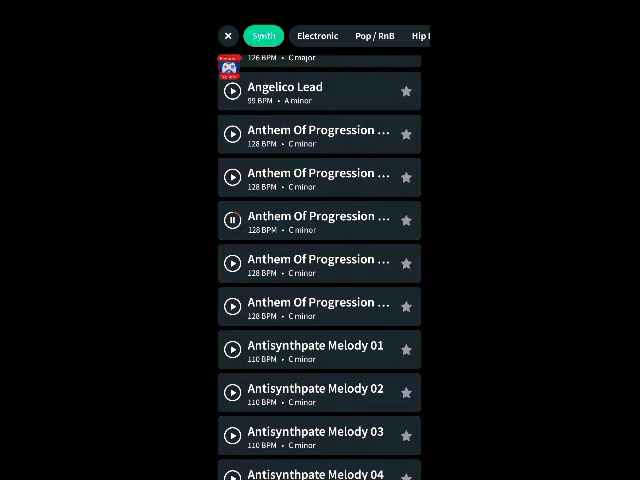 Synth Electronic Pop / RnB Hip
126 BPM • C major
Angelico Lead
99 BPM • A minor
Anthem Of Progression ...
128 BPM • C minor
Anthem Of Progression ...
128 BPM • C minor
Anthem Of Progression ...
128 BPM • C minor
Anthem Of Progression ...
128 BPM • C minor
Anthem Of Progression ...
128 BPM • C minor
Antisynthpate Melody 01
110 BPM • C minor
Antisynthpate Melody 02
110 BPM • C minor
Antisynthpate Melody 03
110 BPM • C minor
Antisynthpate Melody 04